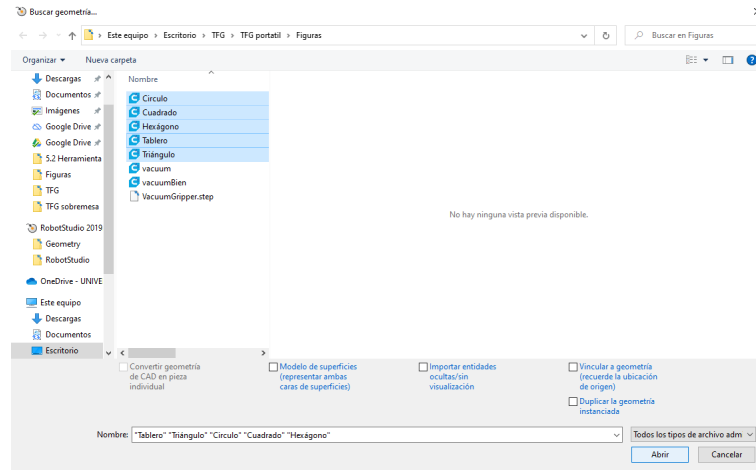 Buscar geometría...
Este equipo › Escritorio › TFG › TFG portatil › Figuras
Buscar en Figuras
Organizar
Nueva carpeta
Descargas
Documentos
Imágenes
Google Drive
Google Drive
5.2 Herramienta
Figuras
TFG
TFG sobremesa
RobotStudio 2019
Geometry
RobotStudio
OneDrive - UNIVE
Este equipo
Descargas
Documentos
Escritorio
Nombre
Circulo
Cuadrado
Hexágono
Tablero
Triángulo
vacuum
vacuumBien
VacuumGripper.step
No hay ninguna vista previa disponible.
Convertir geometría
de CAD en pieza
individual
Modelo de superficies
(representar ambas
caras de superficies)
Importar entidades
ocultas/sin
visualización
Vincular a geometría
(recuerde la ubicación
de origen)
Duplicar la geometría
instanciada
Nombre: "Tablero" "Triángulo" "Circulo" "Cuadrado" "Hexágono"
Todos los tipos de archivo adm
Abrir
Cancelar